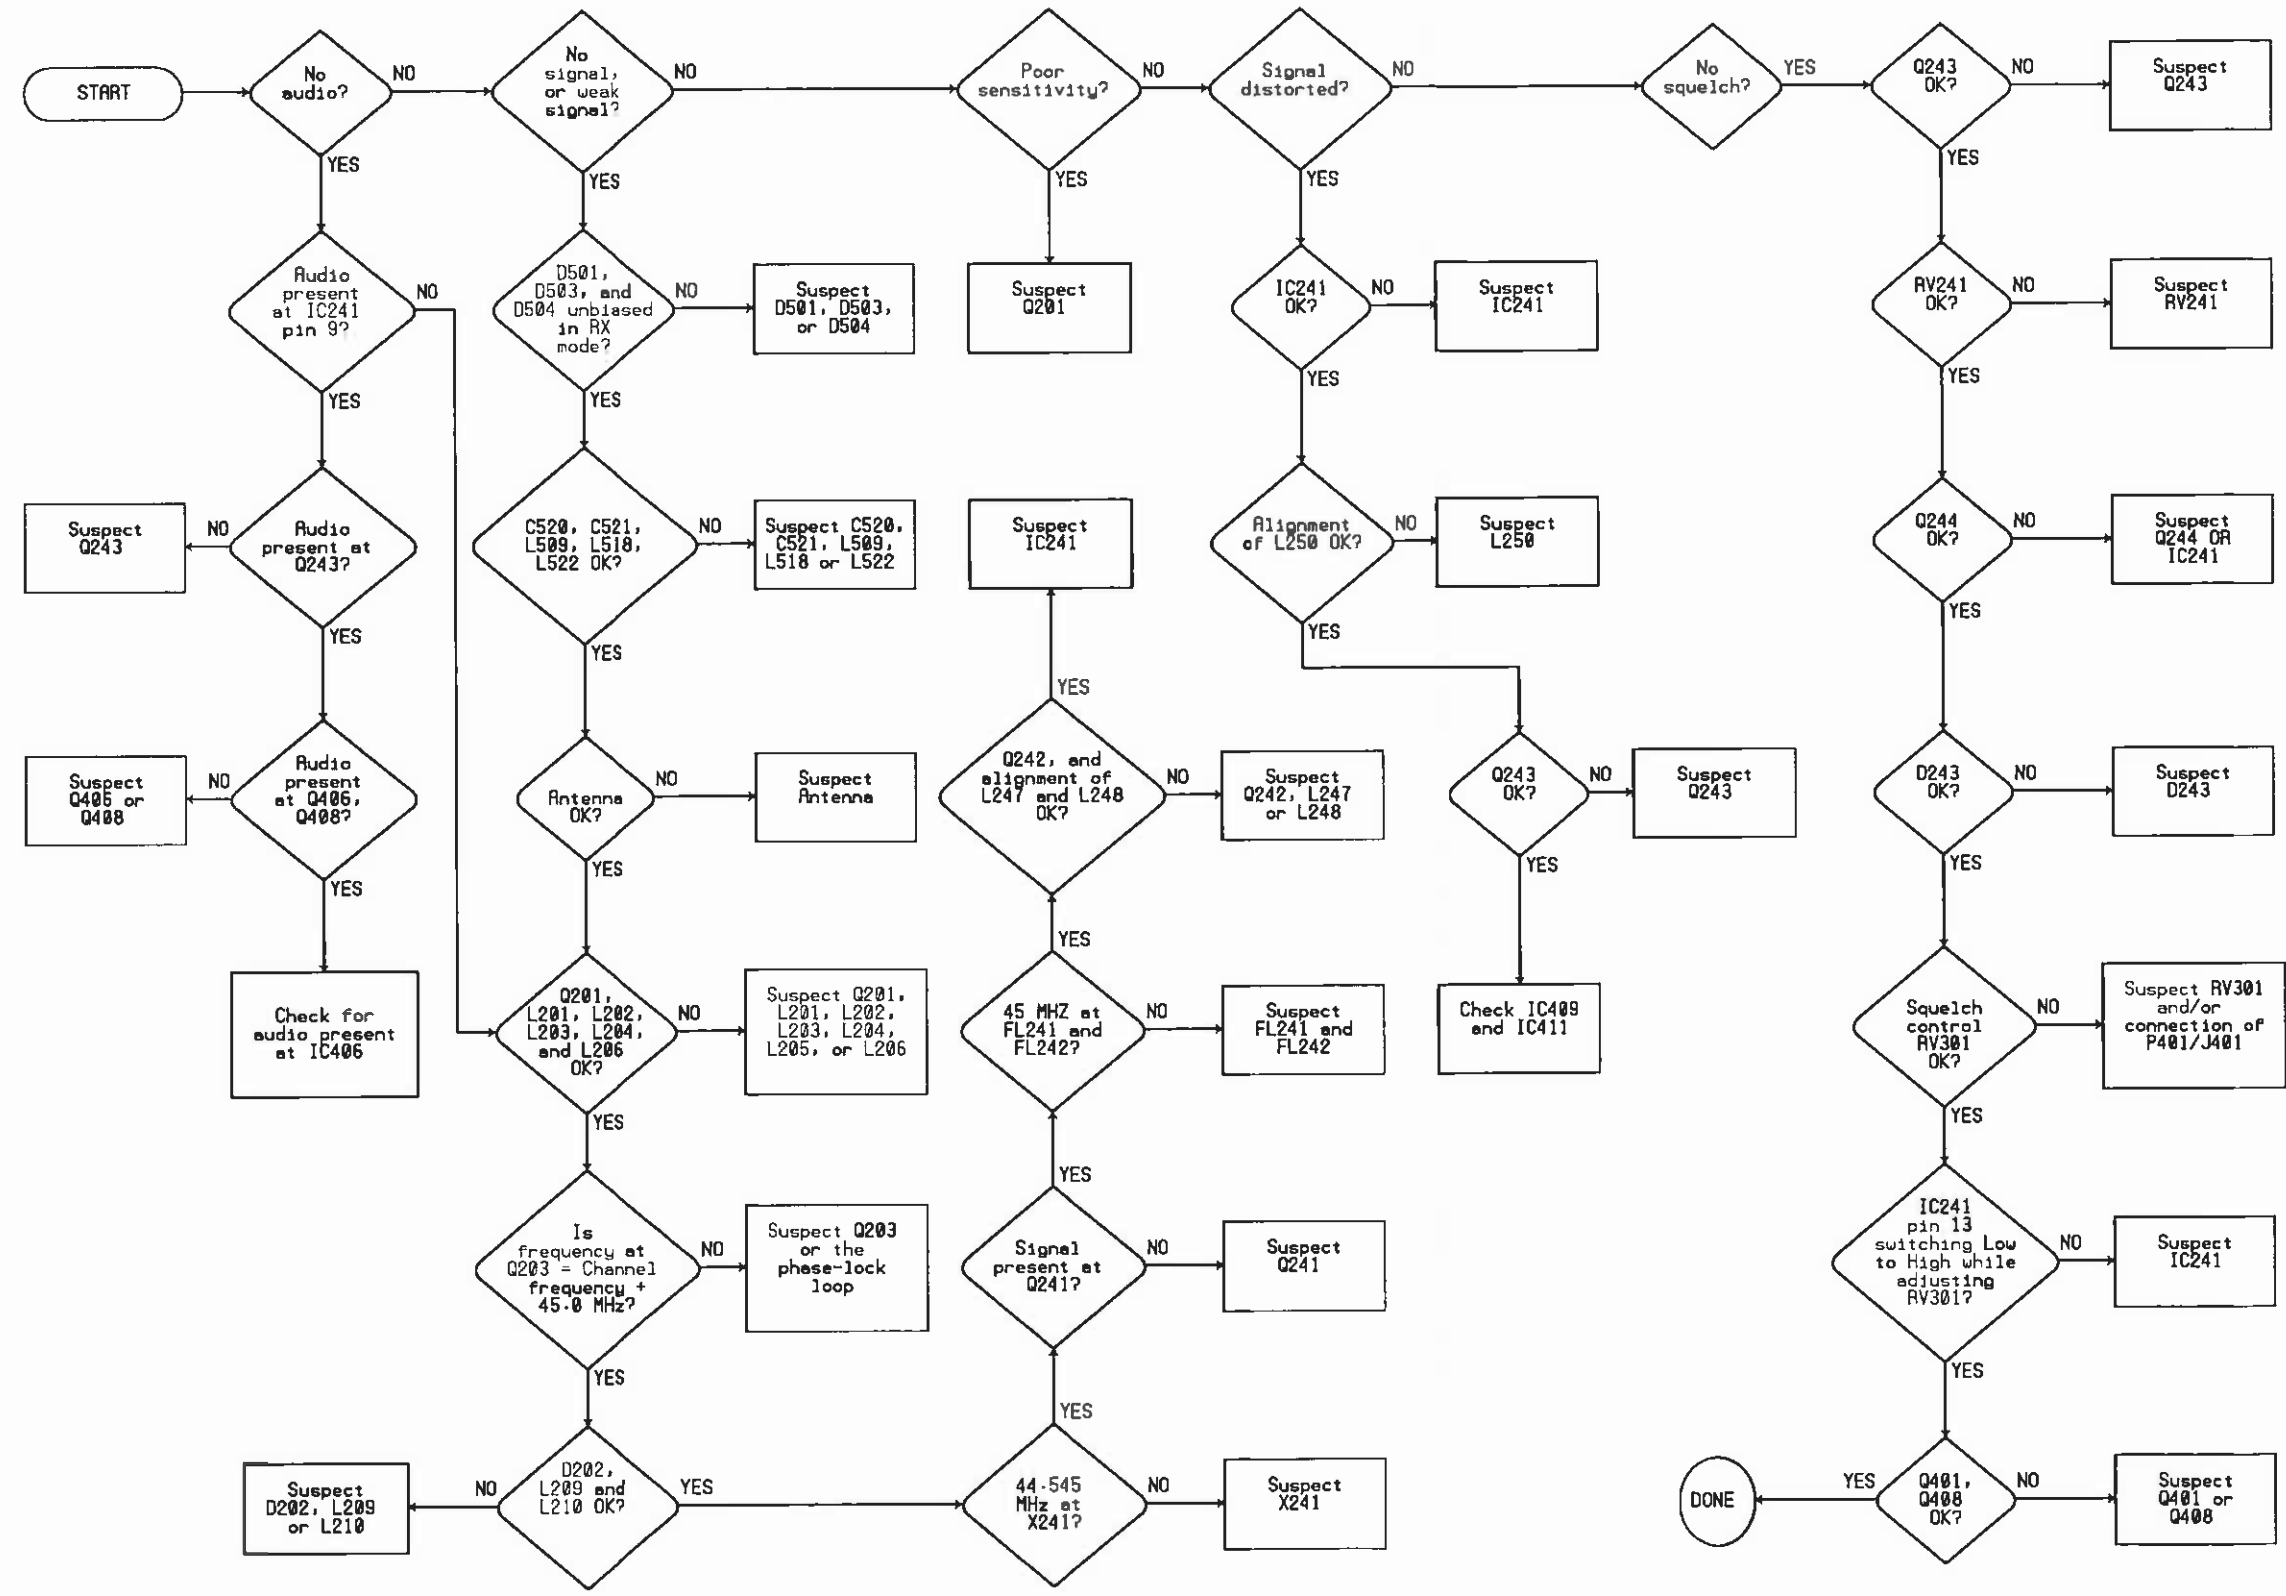 START
No
audio?
NO
YES
No
signal,
or weak
signal?
NO
YES
Poor
sensitivity?
NO
YES
Signal
distorted?
NO
YES
No
squelch?
YES
Q243
OK?
NO
YES
Suspect
Q243
Audio
present
at IC241
pin 9?
NO
YES
D501,
D503, and
D504 unbiased
in RX
mode?
NO
YES
Suspect
D501, D503,
or D504
Suspect
Q201
IC241
OK?
NO
YES
Suspect
IC241
RV241
OK?
NO
YES
Suspect
RV241
Suspect
Q243
NO
Audio
present at
Q243?
YES
C520, C521,
L509, L518,
L522 OK?
NO
YES
Suspect C520,
C521, L509,
L518 or L522
Suspect
IC241
Alignment
of L250 OK?
NO
YES
Suspect
L250
Q244
OK?
NO
YES
Suspect
Q244 OR
IC241
Suspect
Q406 or
Q408
NO
Audio
present
at Q406,
Q408?
YES
Antenna
OK?
NO
YES
Suspect
Antenna
YES
Q242, and
alignment of
L247 and L248
OK?
NO
Suspect
Q242, L247
or L248
Q243
OK?
NO
YES
Suspect
Q243
D243
OK?
NO
YES
Suspect
D243
Check for
audio present
at IC406
Q201,
L201, L202,
L203, L204,
and L206
OK?
NO
YES
Suspect Q201,
L201, L202,
L203, L204,
L205, or L206
YES
45 MHZ at
FL241 and
FL242?
NO
Suspect
FL241 and
FL242
Check IC409
and IC411
Squelch
control
RV301
OK?
NO
YES
Suspect RV301
and/or
connection of
P401/J401
Is
frequency at
Q203 = Channel
frequency +
45.0 MHz?
NO
YES
Suspect Q203
or the
phase-lock
loop
YES
Signal
present at
Q241?
NO
Suspect
Q241
IC241
pin 13
switching Low
to High while
adjusting
RV301?
NO
YES
Suspect
IC241
Suspect
D202, L209
or L210
NO
D202,
L209 and
L210 OK?
YES
YES
44.545
MHz at
X241?
NO
Suspect
X241
DONE
YES
Q401,
Q408
OK?
NO
Suspect
Q401 or
Q408